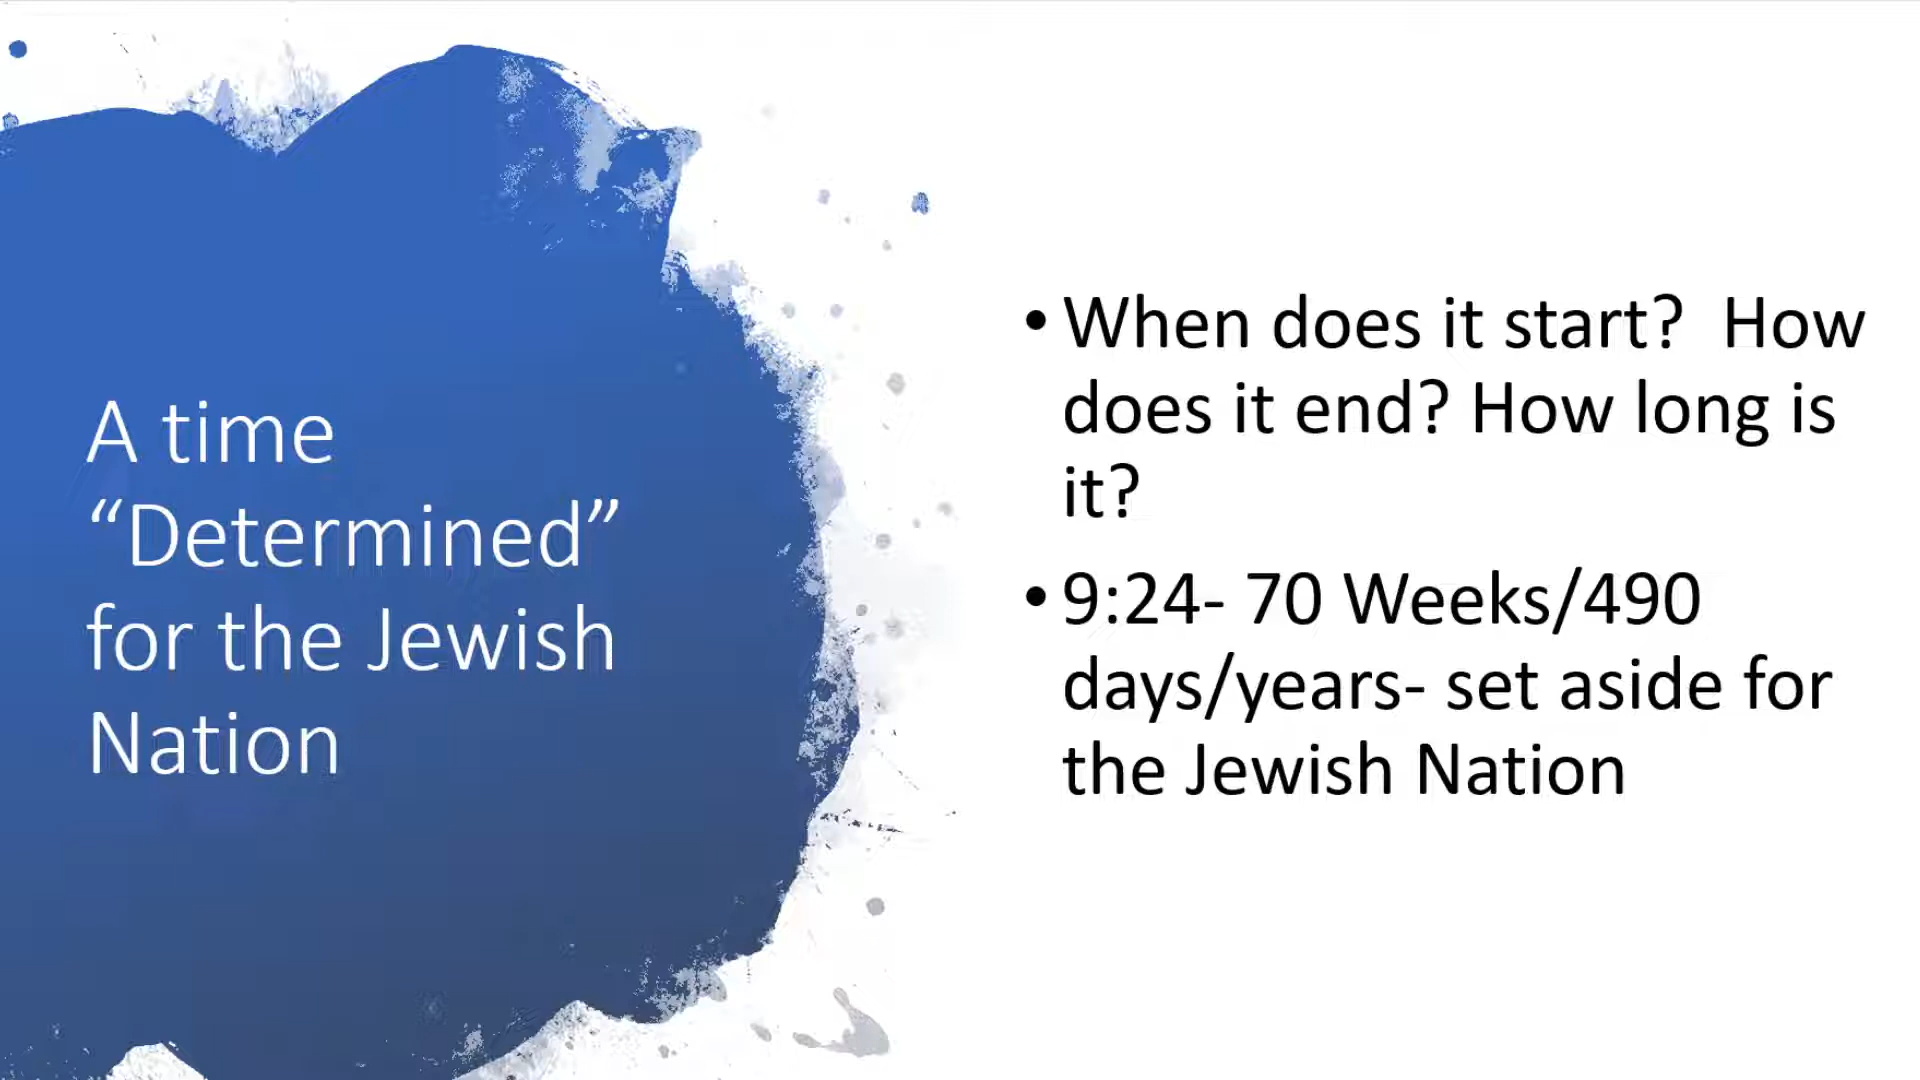 A time
“Determined”
for the Jewish
Nation
• When does it start?  How
does it end? How long is
it?
• 9:24- 70 Weeks/490
days/years- set aside for
the Jewish Nation